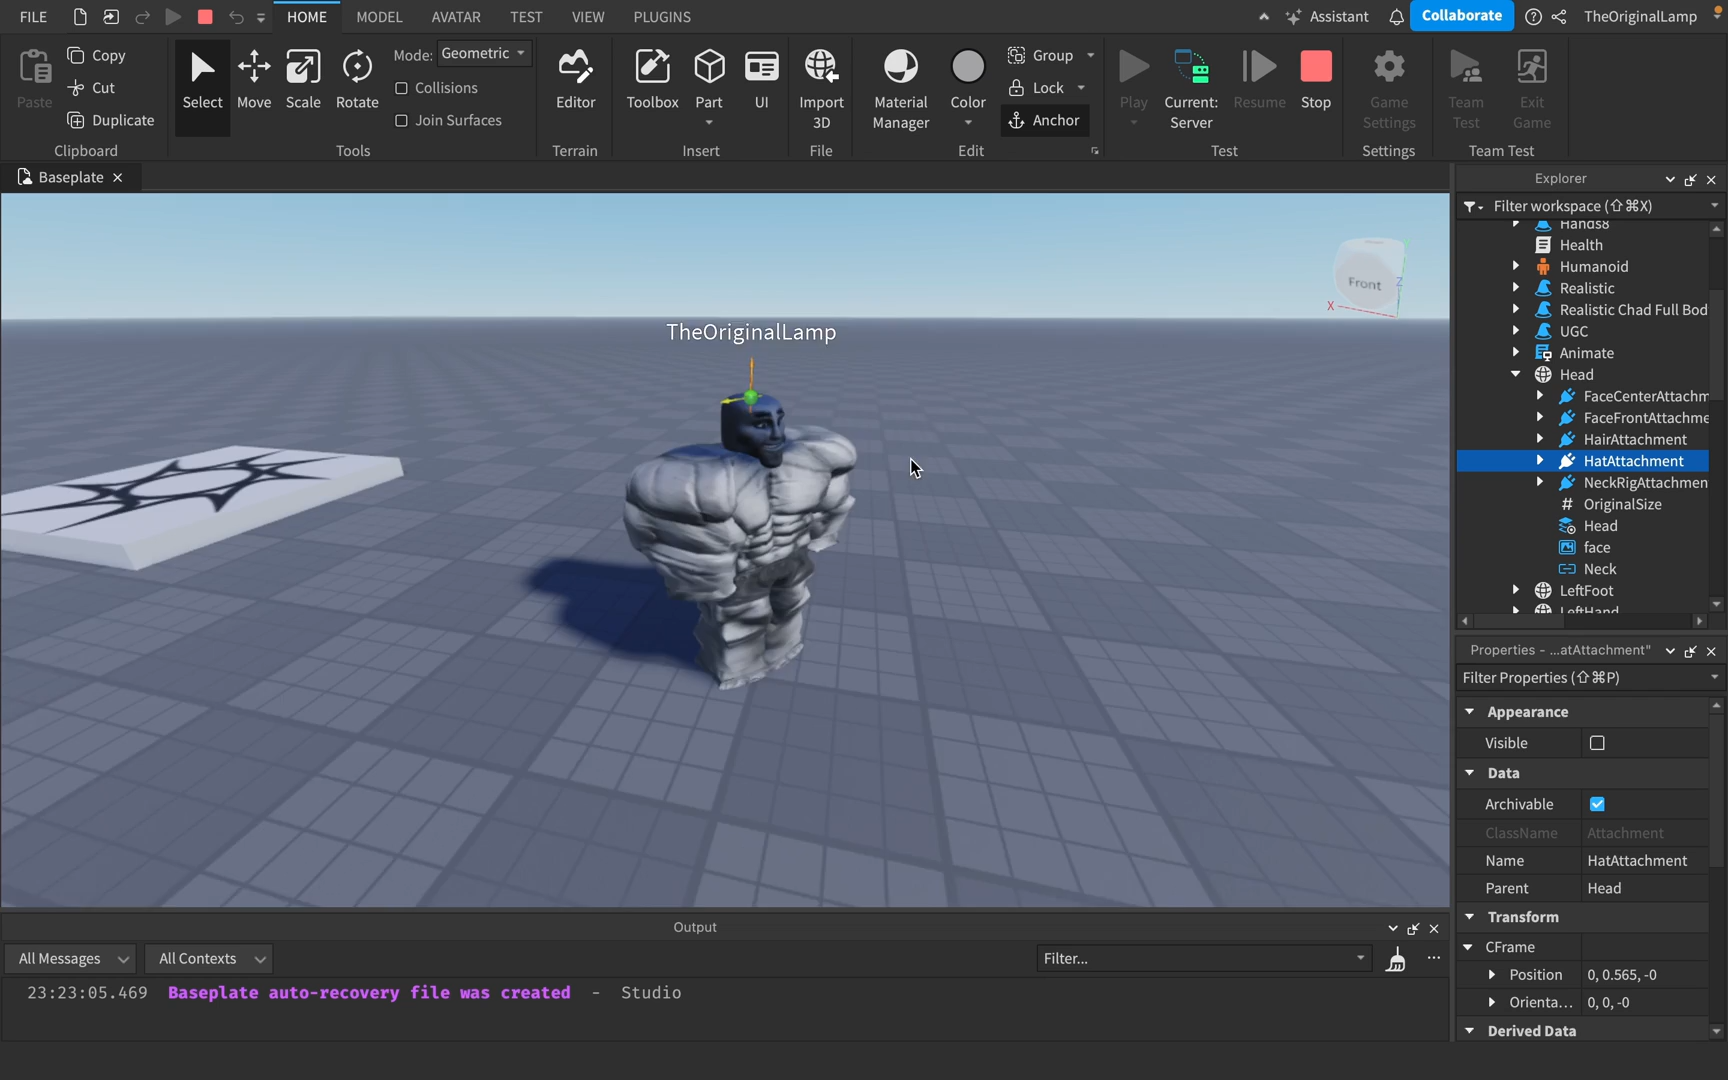 FILE
HOME
MODEL
AVATAR
TEST
VIEW
PLUGINS
Assistant
Collaborate
TheOriginalLamp
Paste
Copy
Cut
Duplicate
Clipboard
Select
Move
Scale
Rotate
Mode: Geometric
Collisions
Join Surfaces
Tools
Editor
Terrain
Toolbox
Part
UI
Insert
Import
3D
File
Material
Manager
Color
Group
Lock
Anchor
Edit
Play
Current:
Server
Resume
Stop
Test
Game
Settings
Settings
Team
Test
Exit
Game
Team Test
Baseplate
TheOriginalLamp
Front
X
Z
Explorer
Filter workspace (⇧⌘X)
Hands8
Health
Humanoid
Realistic
Realistic Chad Full Bod
UGC
Animate
Head
FaceCenterAttachm
FaceFrontAttachme
HairAttachment
HatAttachment
NeckRigAttachmen
OriginalSize
Head
face
Neck
LeftFoot
LeftHand
Properties - ...atAttachment"
Filter Properties (⇧⌘P)
Appearance
Visible
Data
Archivable
ClassName Attachment
Name HatAttachment
Parent Head
Transform
CFrame
Position 0, 0.565, -0
Orienta... 0, 0, -0
Derived Data
Output
All Messages
All Contexts
Filter...
23:23:05.469 Baseplate auto-recovery file was created - Studio